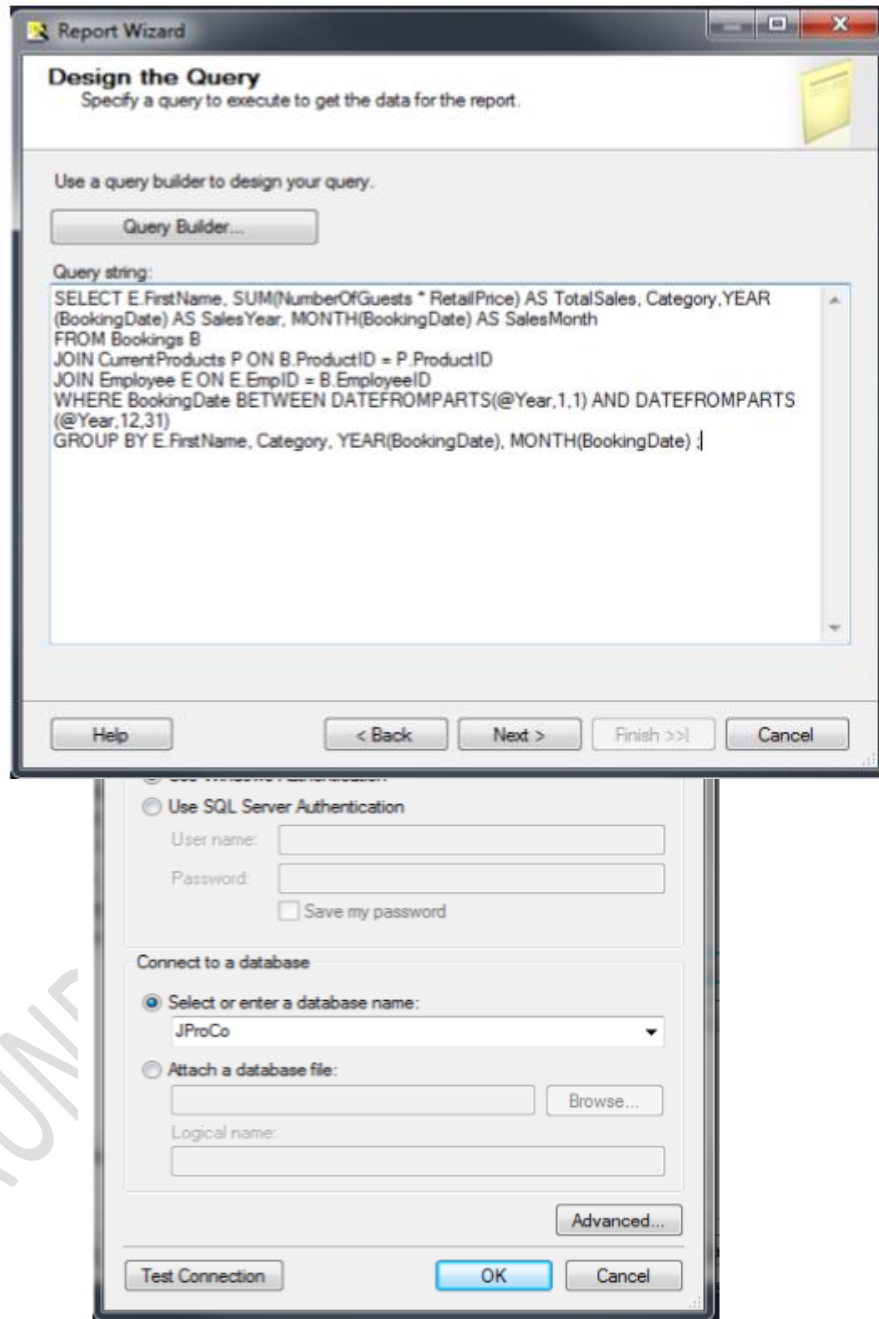 Report Wizard
Design the Query
Specify a query to execute to get the data for the report.
Use a query builder to design your query.
Query Builder...
Query string:
SELECT E.FirstName, SUM(NumberOfGuests * RetailPrice) AS TotalSales, Category,YEAR
(BookingDate) AS SalesYear, MONTH(BookingDate) AS SalesMonth
FROM Bookings B
JOIN CurrentProducts P ON B.ProductID = P.ProductID
JOIN Employee E ON E.EmpID = B.EmployeeID
WHERE BookingDate BETWEEN DATEFROMPARTS(@Year,1,1) AND DATEFROMPARTS
(@Year,12,31)
GROUP BY E.FirstName, Category, YEAR(BookingDate), MONTH(BookingDate) ;
Help < Back Next > Finish >>| Cancel
Use SQL Server Authentication
User name:
Password:
Save my password
Connect to a database
Select or enter a database name:
JProCo
Attach a database file:
Browse...
Logical name:
Advanced...
Test Connection OK Cancel